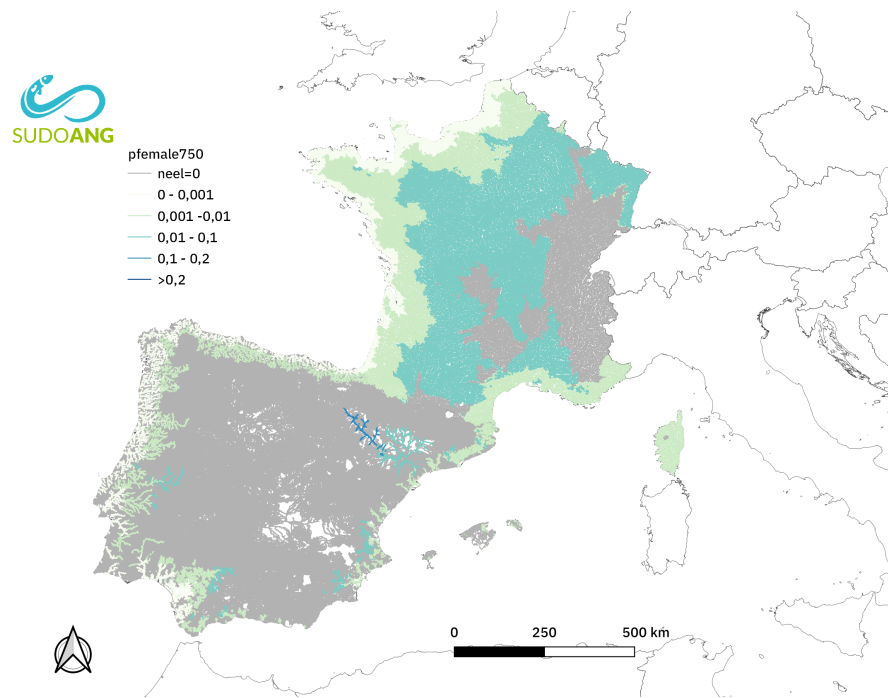 SUDOANG
pfemale750
neel=0
0 - 0,001
0,001 -0,01
0,01 - 0,1
0,1 - 0,2
>0,2
0 250 500 km